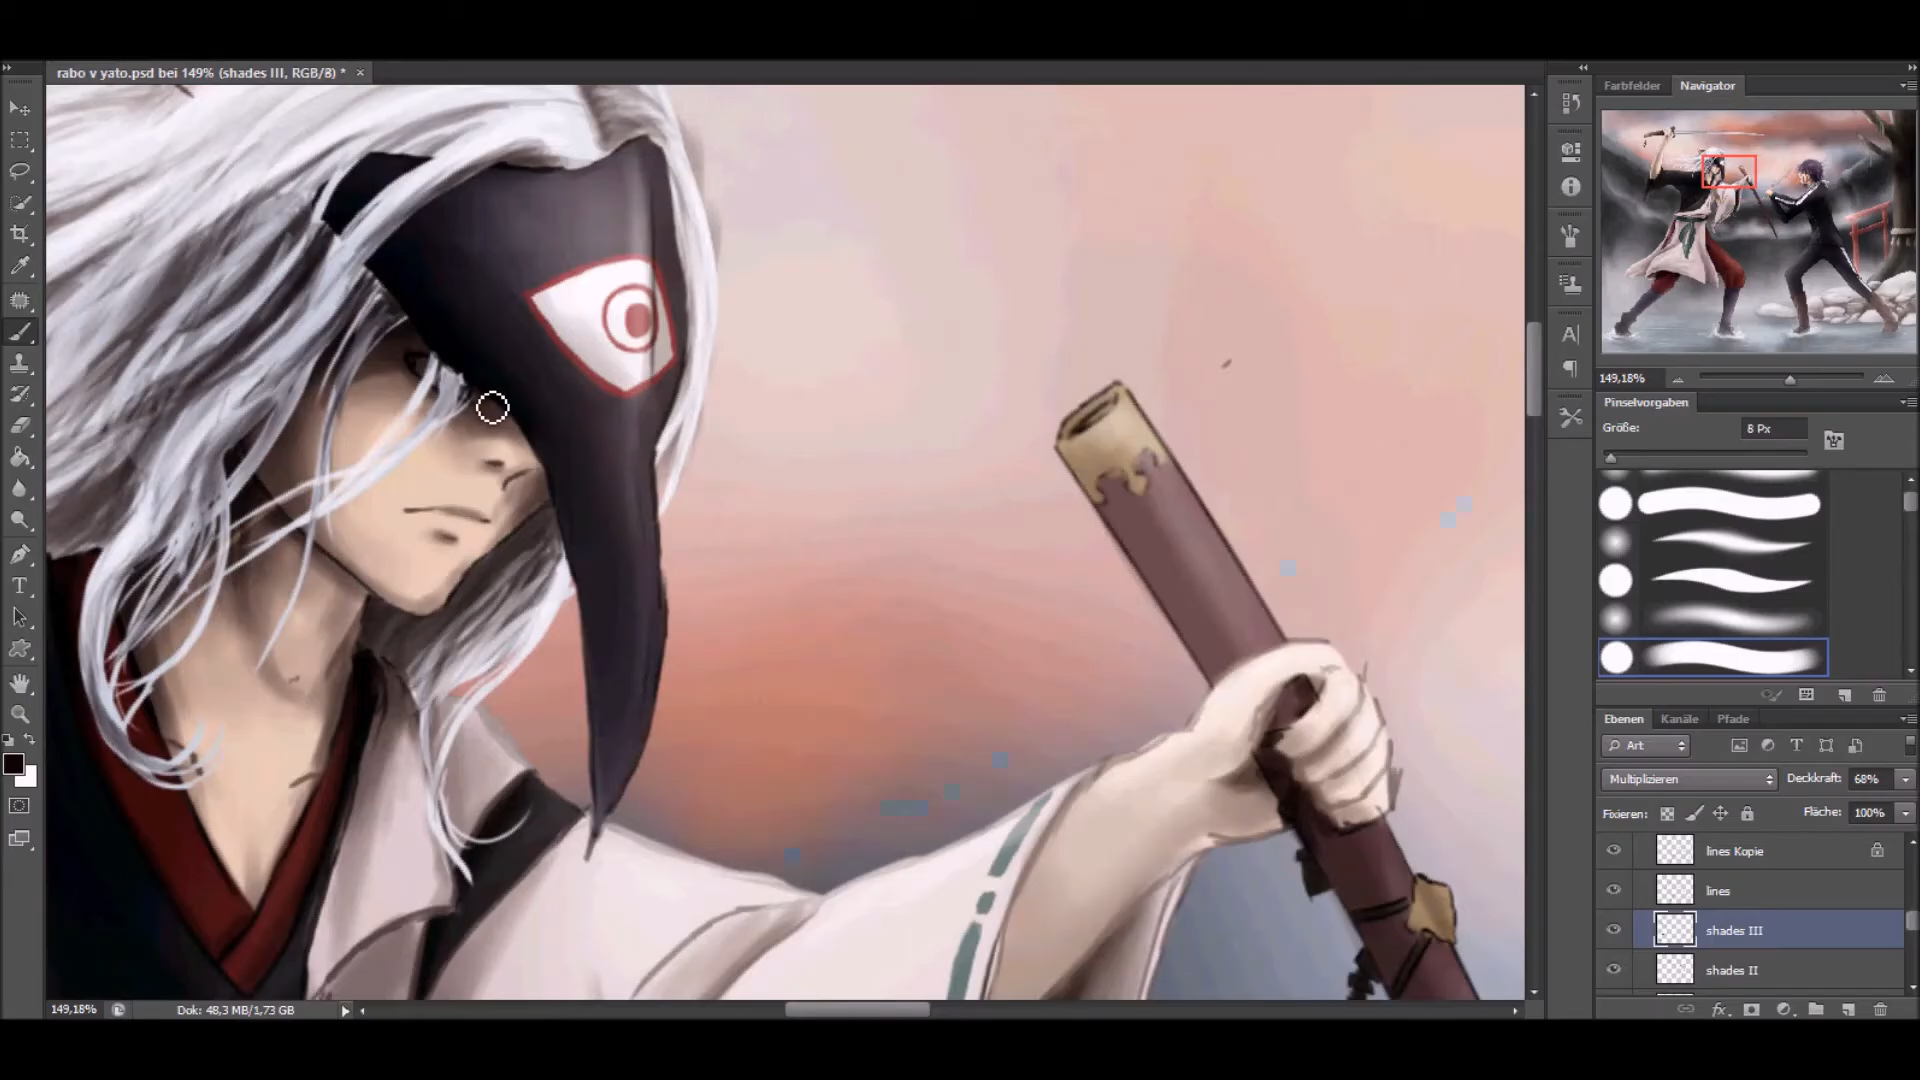 rabo v yato.psd bei 149% (shades III, RGB/8) * ×
Farbfelder Navigator
149,18%
Pinselvorgaben
Größe: 8 Px
Ebenen Kanäle Pfade
Art
Multiplizieren Deckkraft: 68%
Fixieren: Fläche: 100%
lines Kopie
lines
shades III
shades II
149,18% Dok: 48,3 MB/1,73 GB